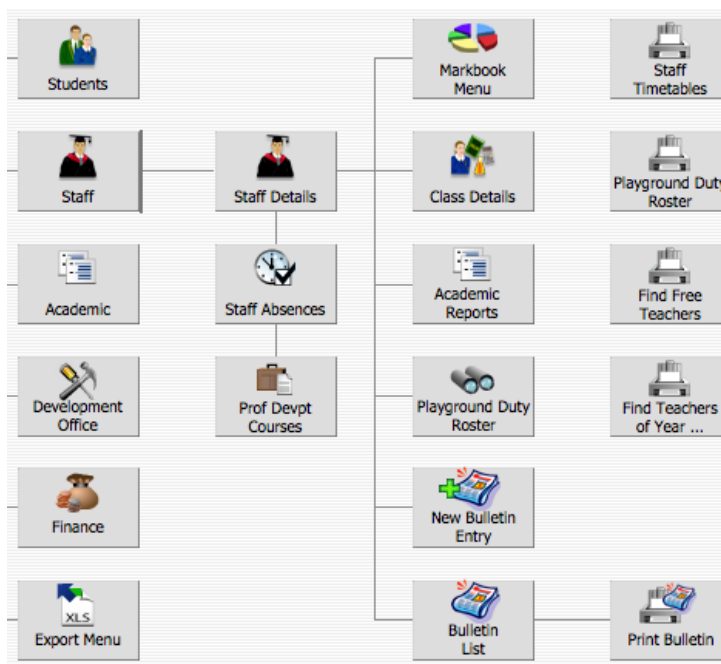 Students
Markbook
Menu
Staff
Timetables
Staff
Staff Details
Class Details
Playground Duty
Roster
Academic
Staff Absences
Academic
Reports
Find Free
Teachers
Development
Office
Prof Devpt
Courses
Playground Duty
Roster
Find Teachers
of Year ...
Finance
New Bulletin
Entry
XLS
Export Menu
Bulletin
List
Print Bulletin